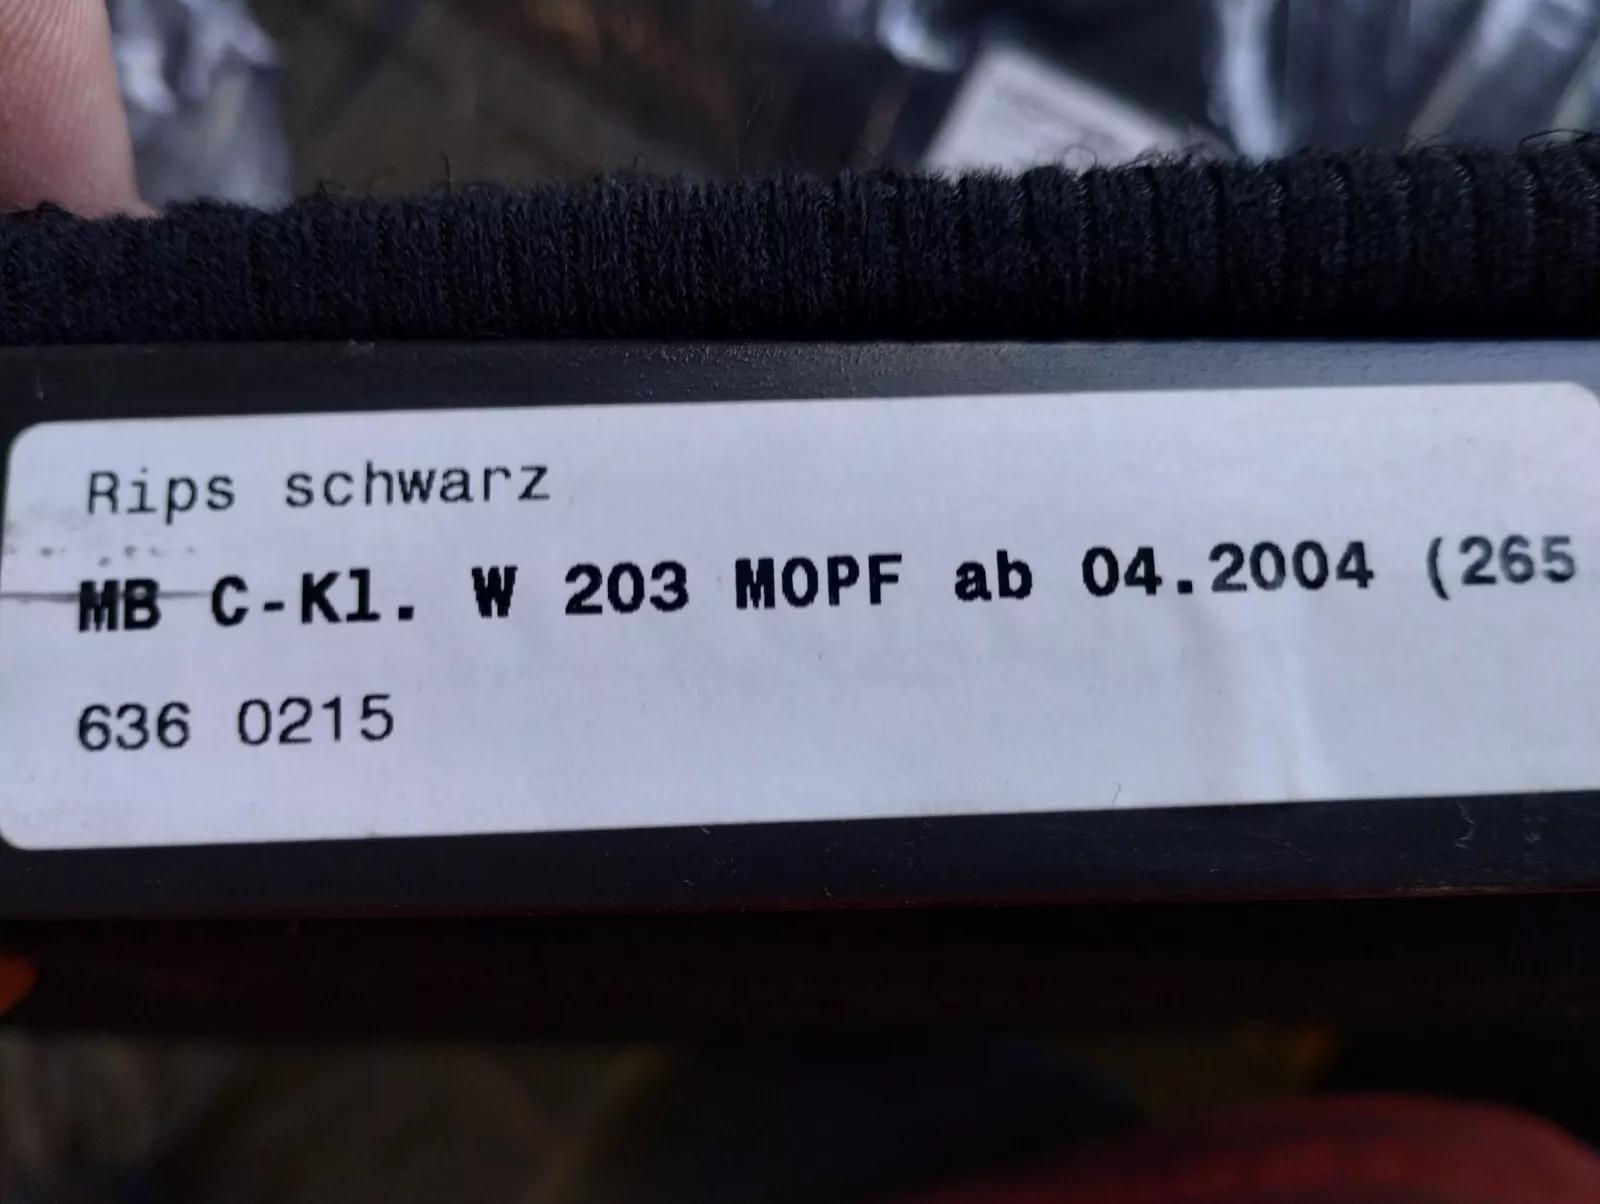 Rips schwarz
MB C-Kl. W 203 MOPF ab 04.2004 (265
636 0215